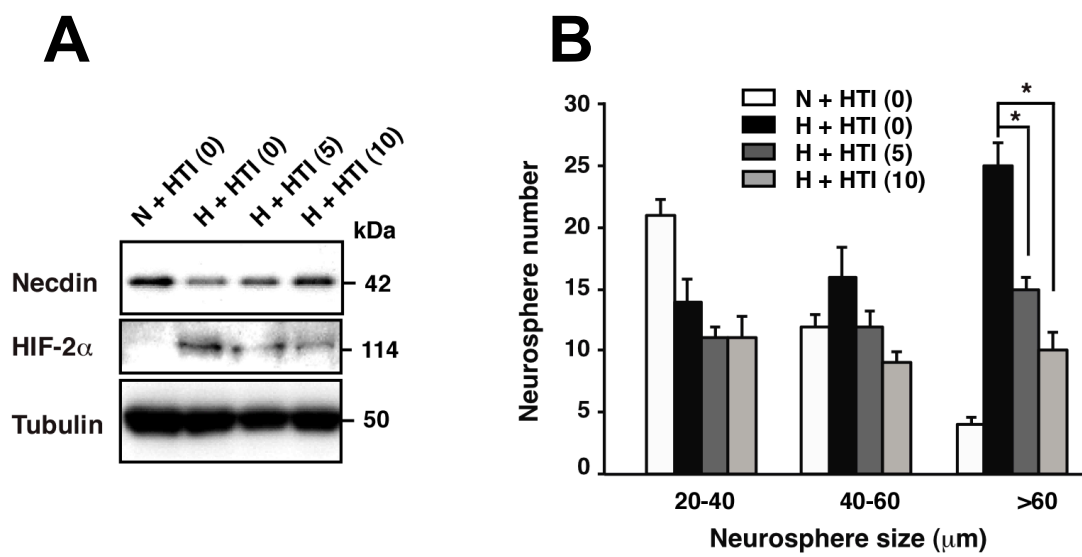 A
N + HTI (0)
H + HTI (0)
H + HTI (5)
H + HTI (10)
kDa
Necdin
42
HIF-2α
114
Tubulin
50
B
N + HTI (0)
H + HTI (0)
H + HTI (5)
H + HTI (10)
*
*
Neurosphere number
30
25
20
15
10
5
0
20-40
40-60
>60
Neurosphere size (μm)